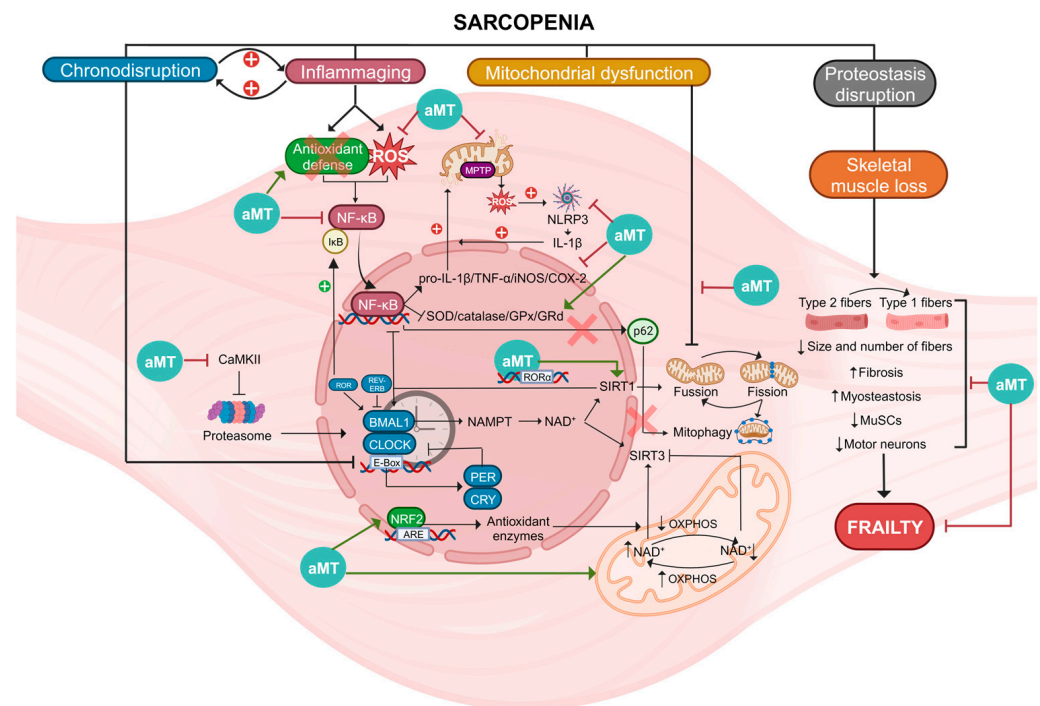 SARCOPENIA
Chronodisruption
Inflammaging
Mitochondrial dysfunction
Proteostasis
disruption
+
+
aMT
Antioxidant
defense
ROS
MPTP
Skeletal
muscle loss
aMT
NF-κB
IκB
ROS
+
NLRP3
IL-1β
aMT
+
+
+
pro-IL-1β/TNF-α/iNOS/COX-2
NF-κB
SOD/catalase/GPx/GRd
p62
aMT
Type 2 fibers
Type 1 fibers
↓ Size and number of fibers
↑ Fibrosis
↑ Myosteastosis
↓ MuSCs
↓ Motor neurons
aMT
FRAILTY
aMT
CaMKII
Proteasome
aMT
RORα
SIRT1
Fussion
Fission
Mitophagy
ROR
REV-
ERB
BMAL1
CLOCK
E-Box
NAMPT
NAD⁺
SIRT3
PER
CRY
NRF2
ARE
Antioxidant
enzymes
aMT
↓ OXPHOS
↑ NAD⁺
NAD⁺ ↓
↑ OXPHOS